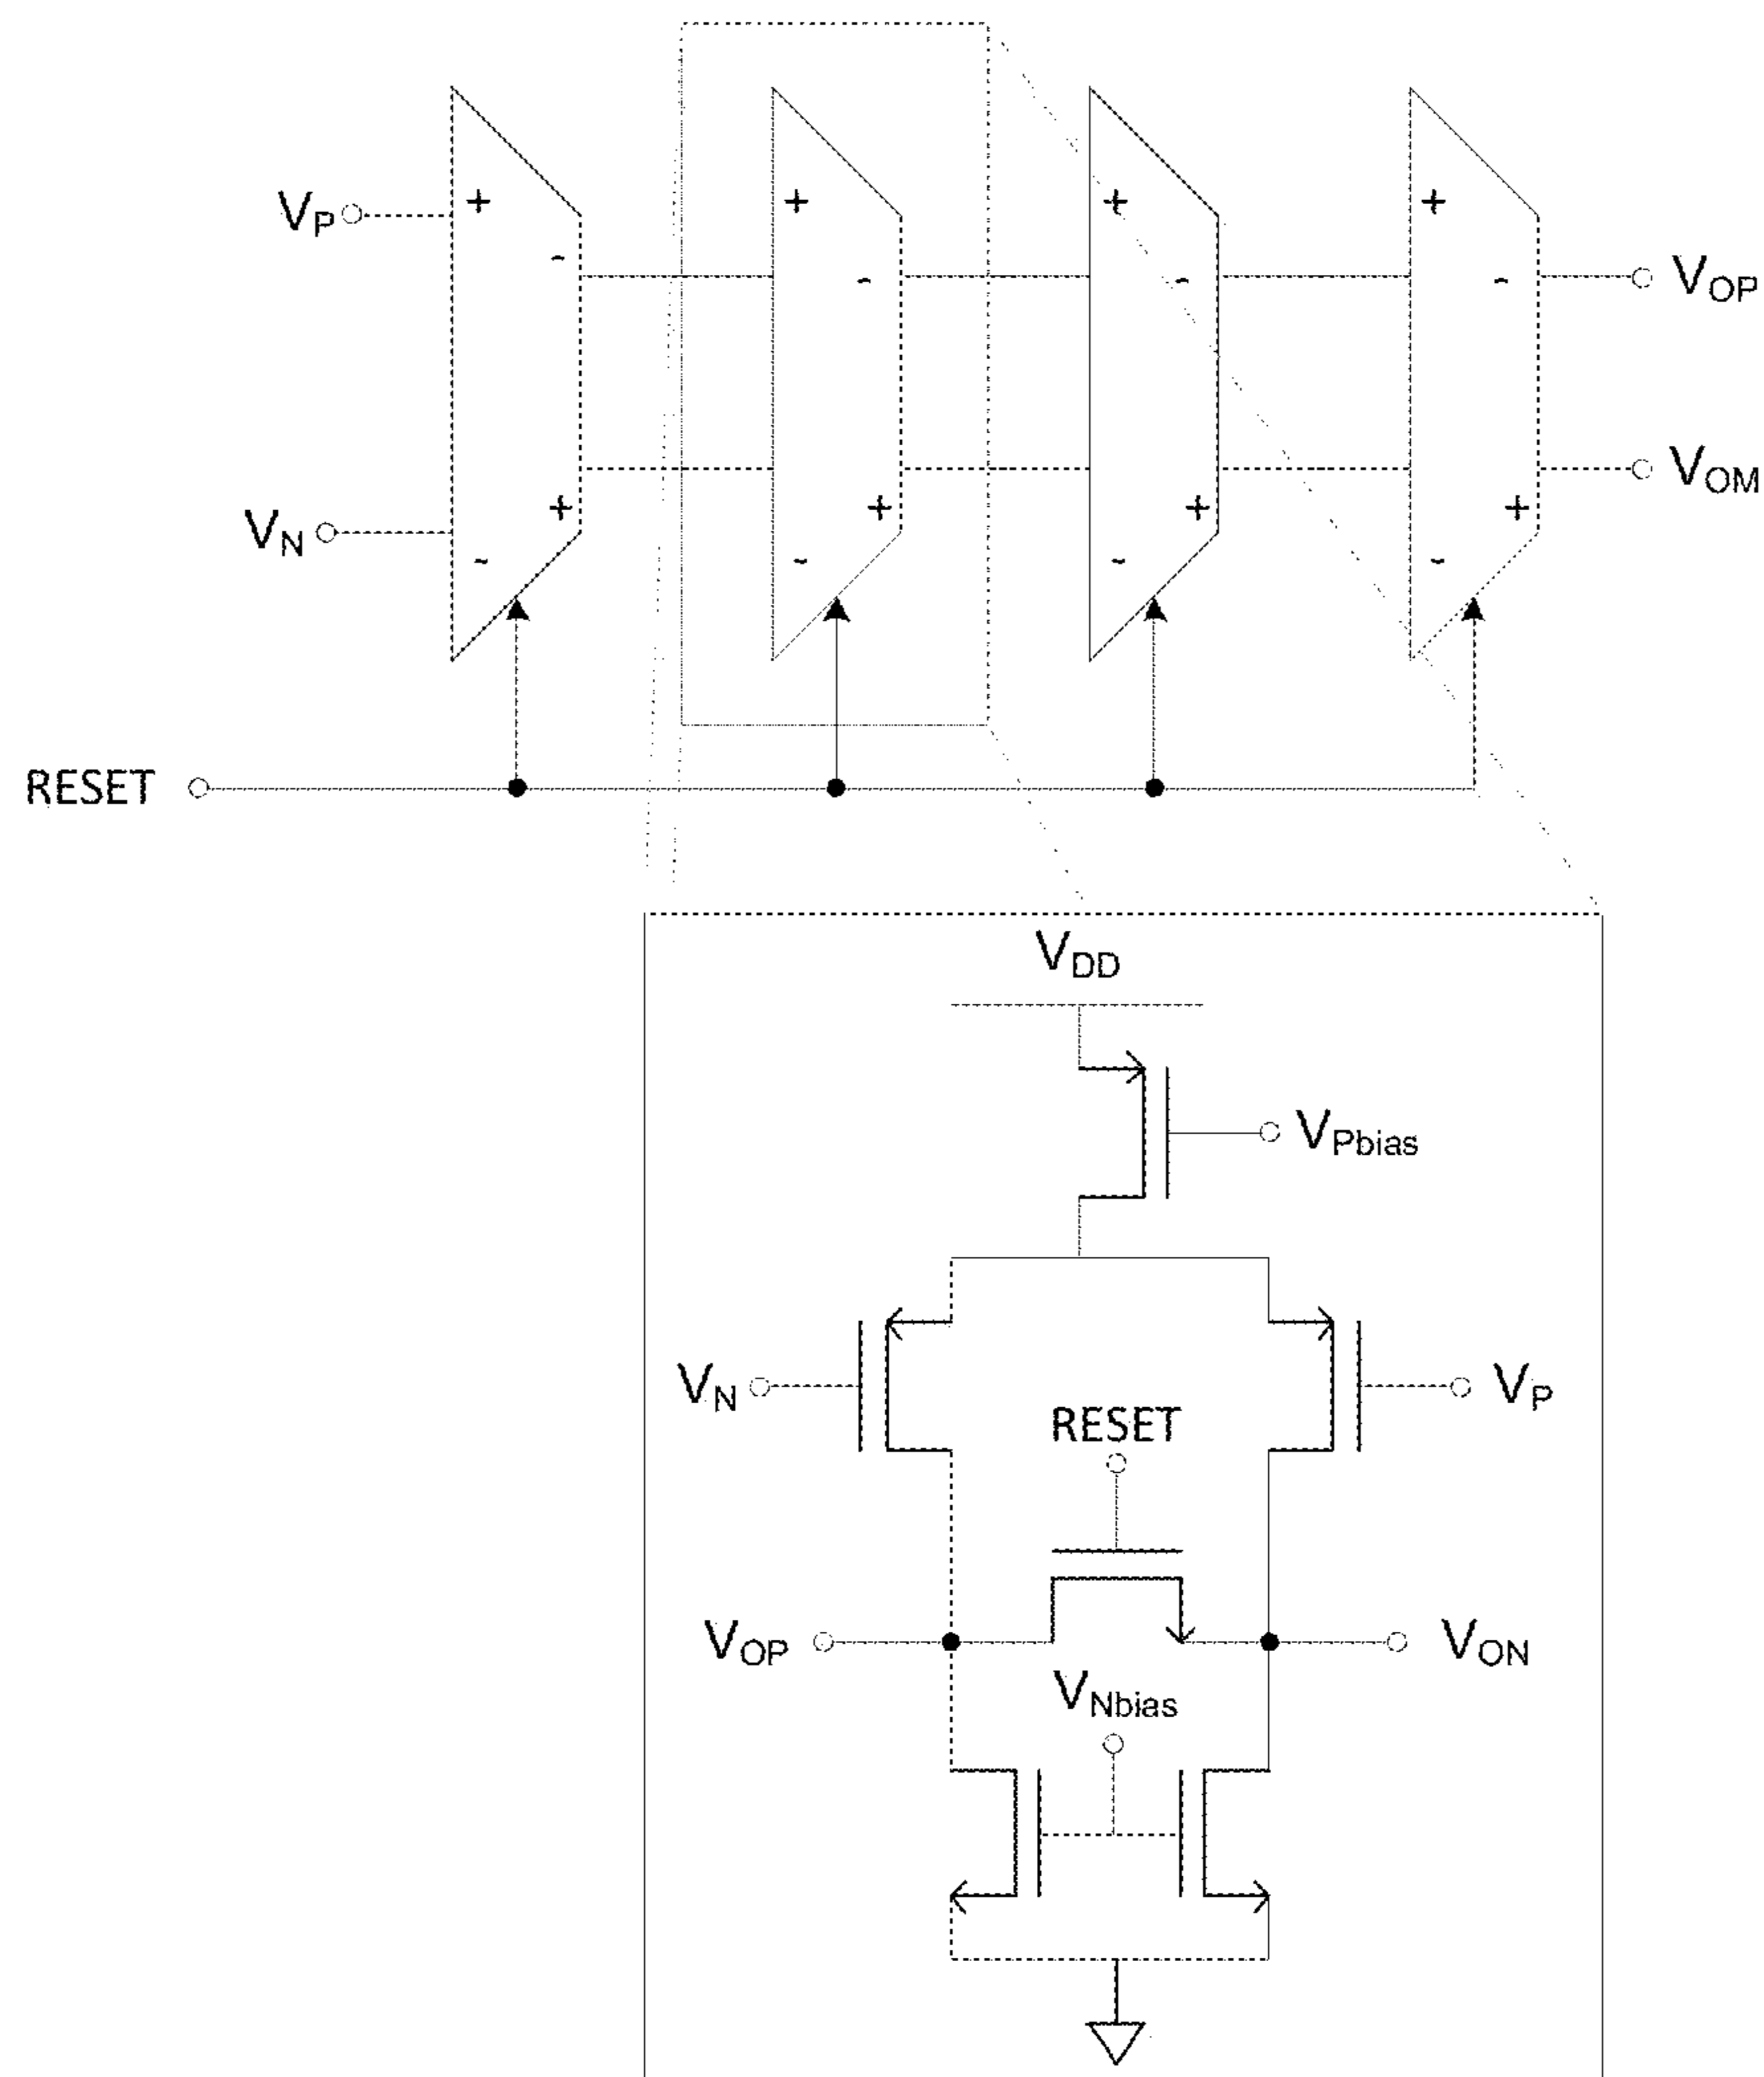 V_P
+
-
+
-
+
-
+
-
V_OP
V_N
-
+
-
+
-
+
-
+
V_OM
RESET
V_DD
V_Pbias
V_N
V_P
RESET
V_OP
V_ON
V_Nbias